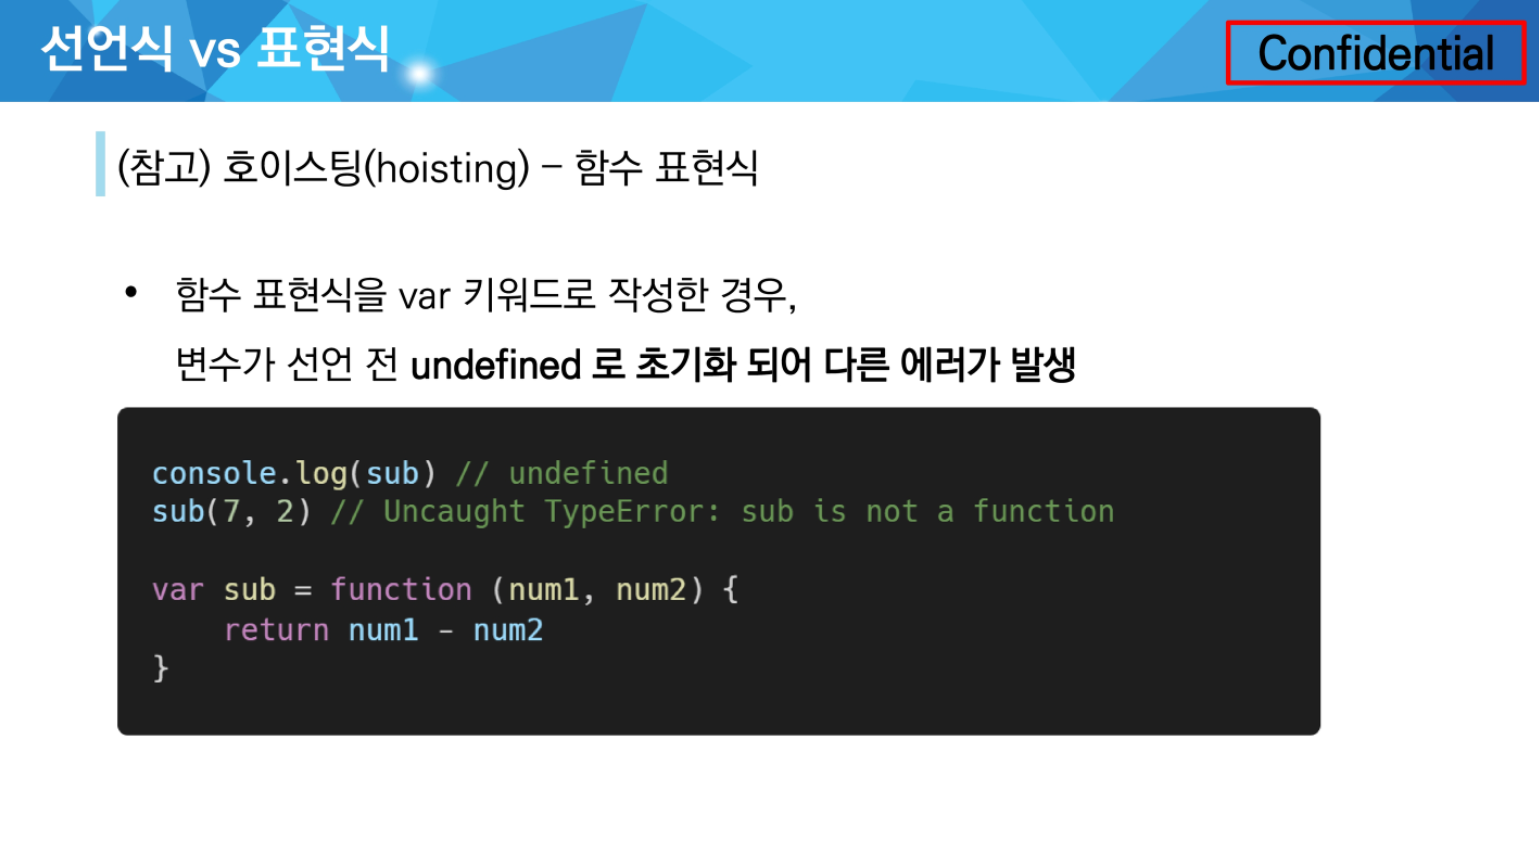 선언식 vs 표현식
Confidential
(참고) 호이스팅(hoisting) – 함수 표현식
• 함수 표현식을 var 키워드로 작성한 경우,
변수가 선언 전 undefined 로 초기화 되어 다른 에러가 발생
console.log(sub) // undefined
sub(7, 2) // Uncaught TypeError: sub is not a function
var sub = function (num1, num2) {
    return num1 - num2
}